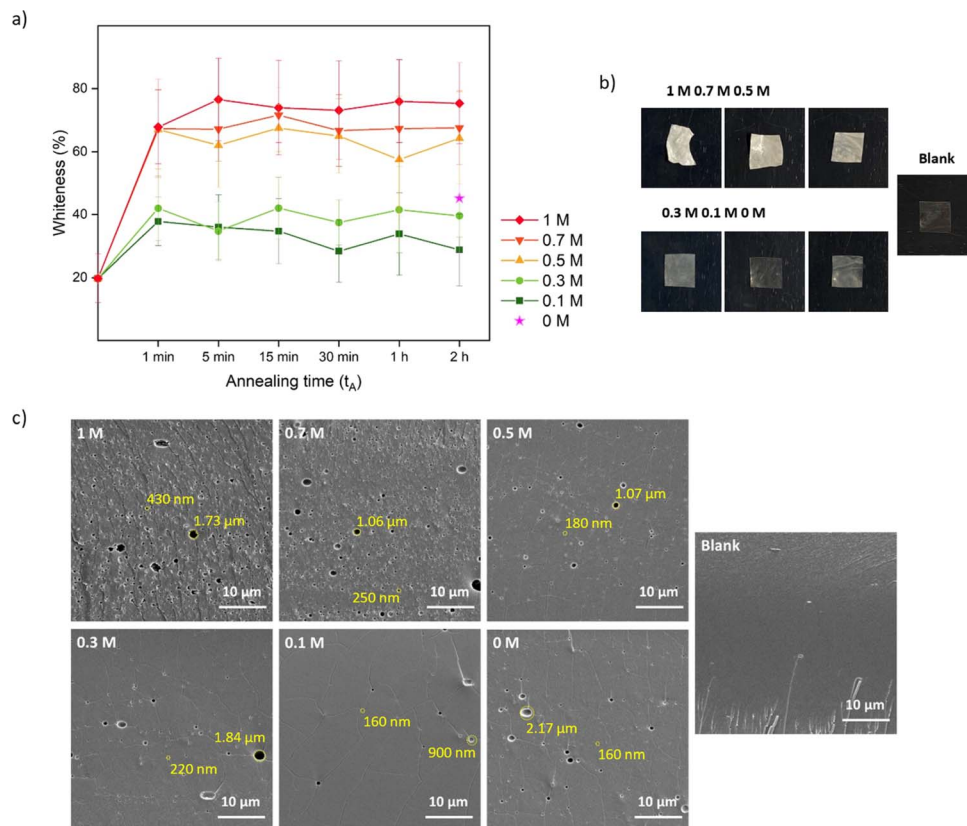 a)
80
60
40
20
Whiteness (%)
1 min
5 min
15 min
30 min
1 h
2 h
Annealing time (t_A)
1 M
0.7 M
0.5 M
0.3 M
0.1 M
0 M
b)
1 M 0.7 M 0.5 M
Blank
0.3 M 0.1 M 0 M
c)
1 M
430 nm
1.73 µm
10 µm
0.7 M
1.06 µm
250 nm
10 µm
0.5 M
1.07 µm
180 nm
10 µm
Blank
10 µm
0.3 M
1.84 µm
220 nm
10 µm
0.1 M
160 nm
900 nm
10 µm
0 M
2.17 µm
160 nm
10 µm